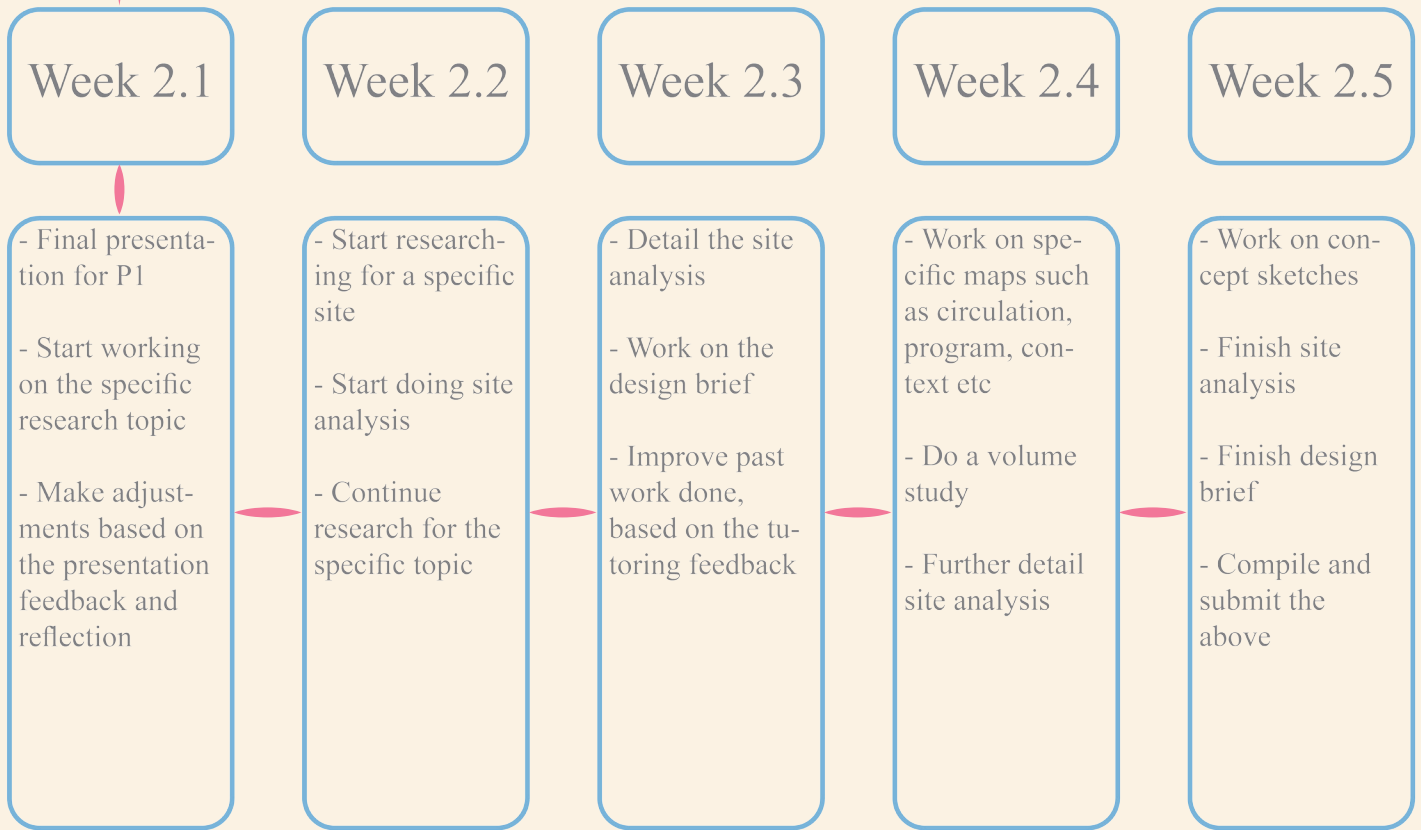 Week 2.1
Week 2.2
Week 2.3
Week 2.4
Week 2.5
- Final presenta-
tion for P1
- Start working
on the specific
research topic
- Make adjust-
ments based on
the presentation
feedback and
reflection
- Start research-
ing for a specific
site
- Start doing site
analysis
- Continue
research for the
specific topic
- Detail the site
analysis
- Work on the
design brief
- Improve past
work done,
based on the tu-
toring feedback
- Work on spe-
cific maps such
as circulation,
program, con-
text etc
- Do a volume
study
- Further detail
site analysis
- Work on con-
cept sketches
- Finish site
analysis
- Finish design
brief
- Compile and
submit the
above